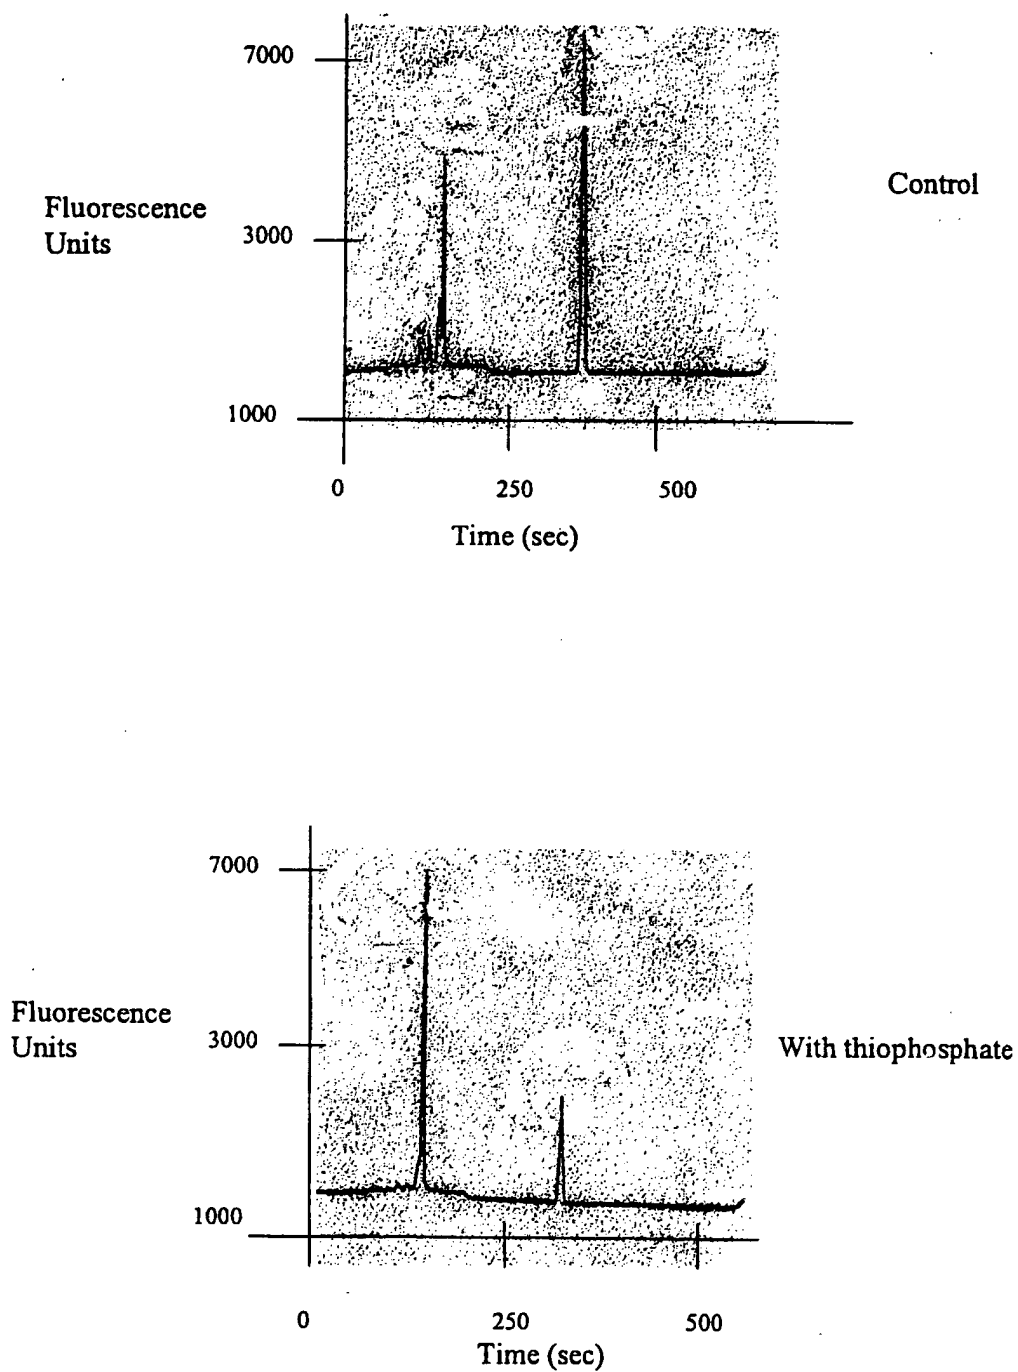 7000
Control
Fluorescence
Units
3000
1000
0 250 500
Time (sec)
7000
Fluorescence
Units
3000
With thiophosphate
1000
0 250 500
Time (sec)